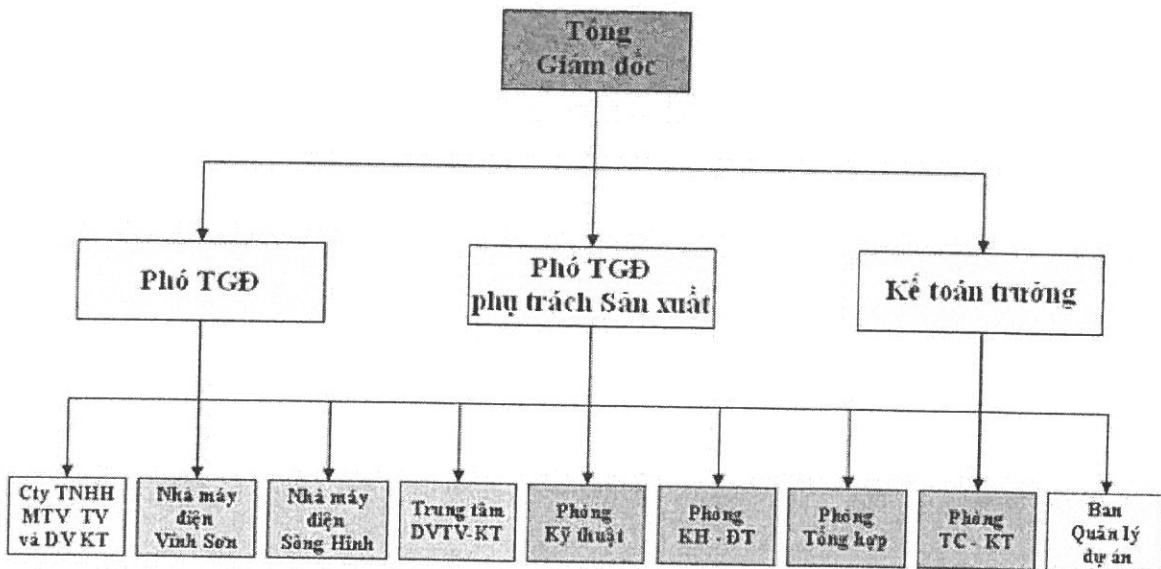 Tổng
Giám đốc
Phó TGĐ
Phó TGĐ
phụ trách Sản xuất
Kế toán trưởng
Cty TNHH
MTV TV
và DV KT
Nhà máy
điện
Vĩnh Sơn
Nhà máy
điện
Sông Hinh
Trung tâm
DVTV-KT
Phòng
Kỹ thuật
Phòng
KH - ĐT
Phòng
Tổng hợp
Phòng
TC - KT
Ban
Quản lý
dự án